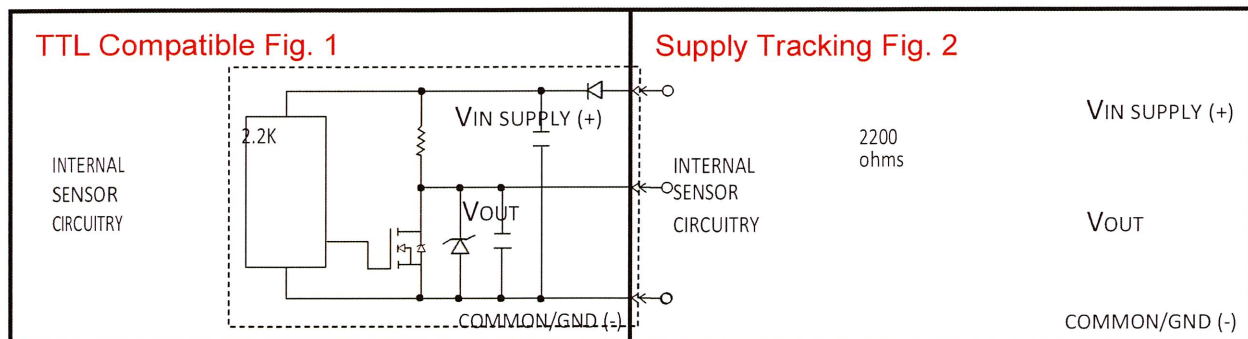 TTL Compatible Fig. 1
2.2K
INTERNAL
SENSOR
CIRCUITRY
VIN SUPPLY (+)
VOUT
COMMON/GND (-)
Supply Tracking Fig. 2
INTERNAL
SENSOR
CIRCUITRY
2200
ohms
VIN SUPPLY (+)
VOUT
COMMON/GND (-)